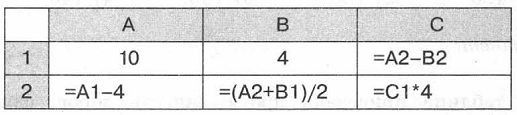 A B C
1 10 4 =A2–B2
2 =A1–4 =(A2+B1)/2 =C1*4